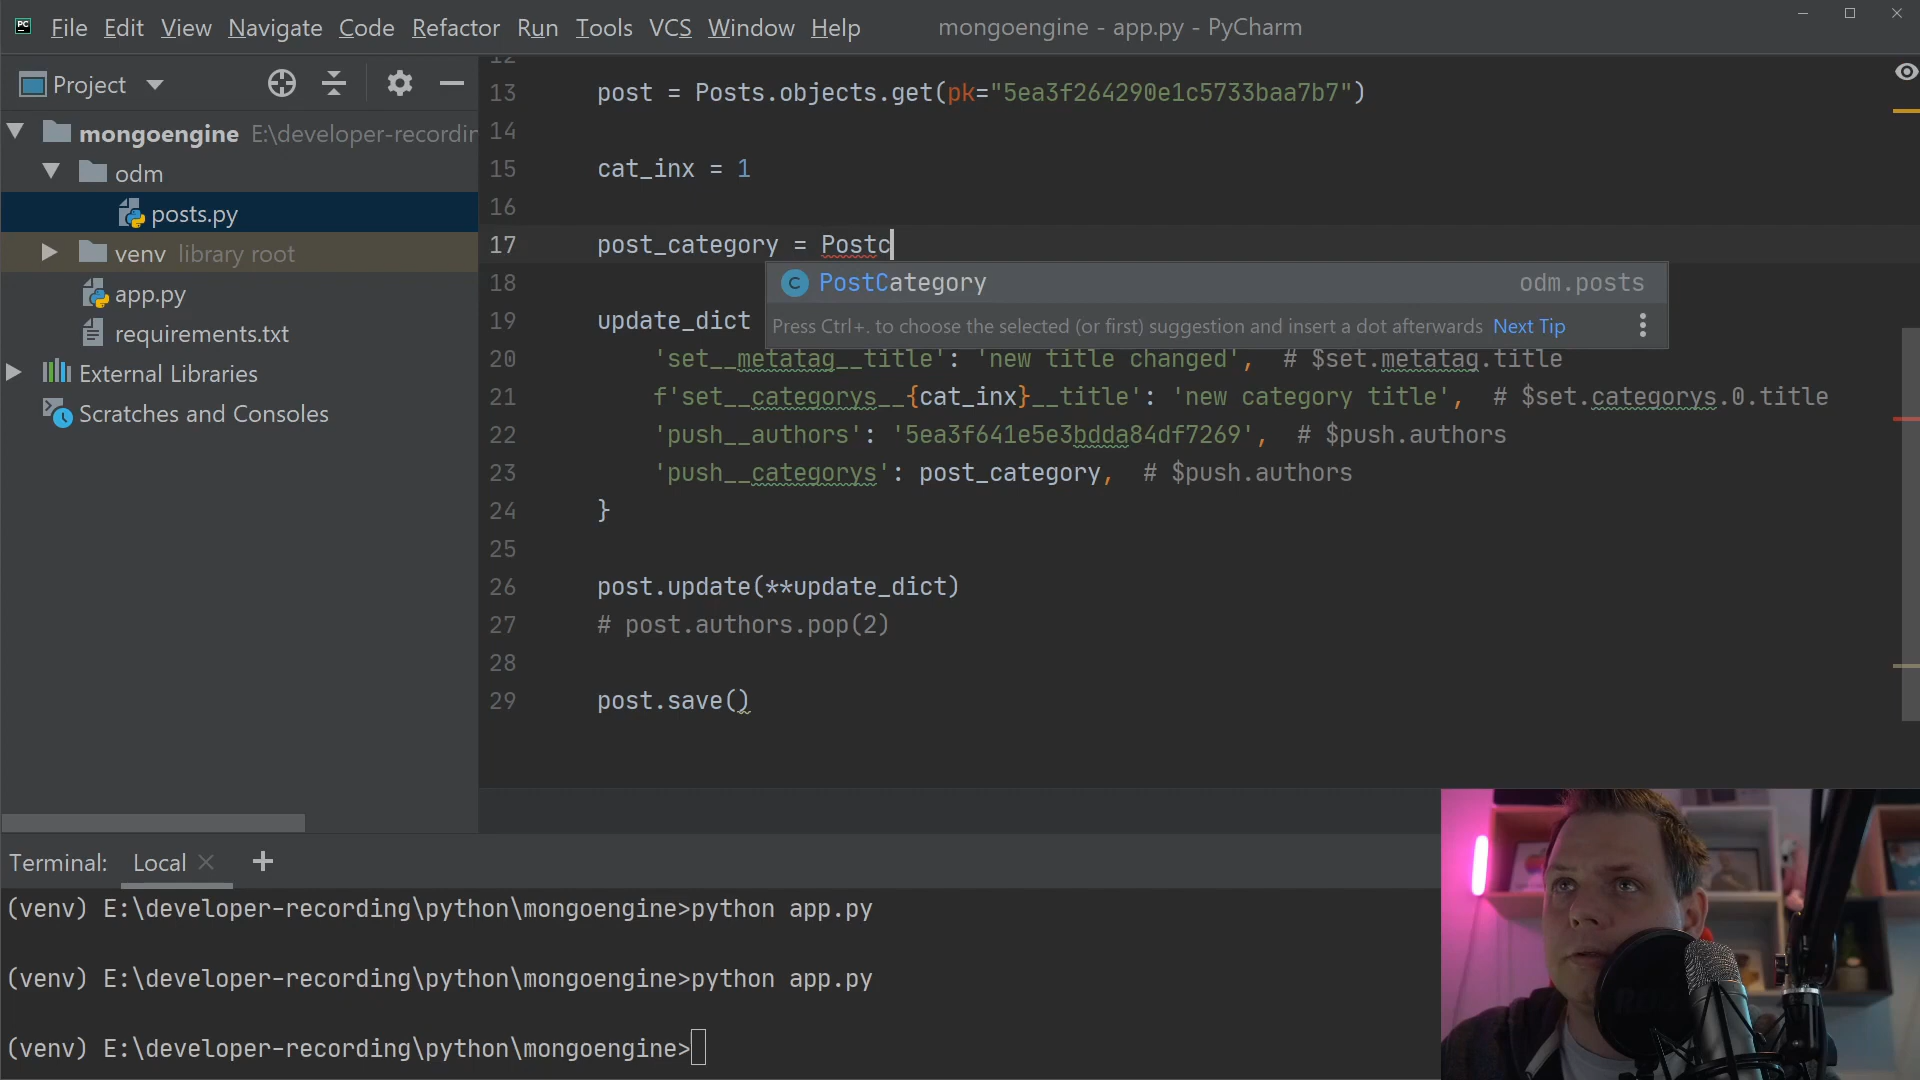 PC File Edit View Navigate Code Refactor Run Tools VCS Window Help mongoengine - app.py - PyCharm
Project
mongoengine E:\developer-recordin
odm
posts.py
venv library root
app.py
requirements.txt
External Libraries
Scratches and Consoles
12
13 post = Posts.objects.get(pk="5ea3f264290e1c5733baa7b7")
14
15 cat_inx = 1
16
17 post_category = Postc
PostCategory odm.posts
Press Ctrl+. to choose the selected (or first) suggestion and insert a dot afterwards Next Tip
18
19 update_dict
20 'set__metatag__title': 'new title changed', # $set.metatag.title
21 f'set__categorys__{cat_inx}__title': 'new category title', # $set.categorys.0.title
22 'push__authors': '5ea3f641e5e3bdda84df7269', # $push.authors
23 'push__categorys': post_category, # $push.authors
24 }
25
26 post.update(**update_dict)
27 # post.authors.pop(2)
28
29 post.save()
Terminal: Local
(venv) E:\developer-recording\python\mongoengine>python app.py
(venv) E:\developer-recording\python\mongoengine>python app.py
(venv) E:\developer-recording\python\mongoengine>